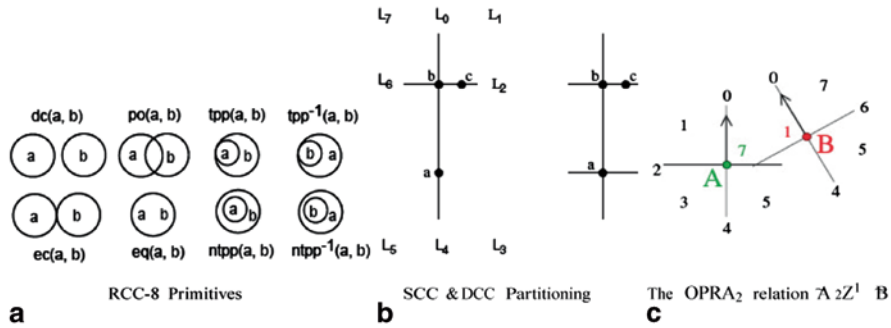 dc(a, b) po(a, b) tpp(a, b) tpp⁻¹(a, b)
a b a b a b b a
a b a b a b b a
ec(a, b) eq(a, b) ntpp(a, b) ntpp⁻¹(a, b)
RCC-8 Primitives
a
L₇ L₀ L₁
L₆ b c L₂
a
L₅ L₄ L₃
b c
a
SCC & DCC Partitioning
b
0 7
0 6
1 1 B 5
7
2 A 4
3 5
4
The OPRA₂ relation A ₂Z¹ B
c